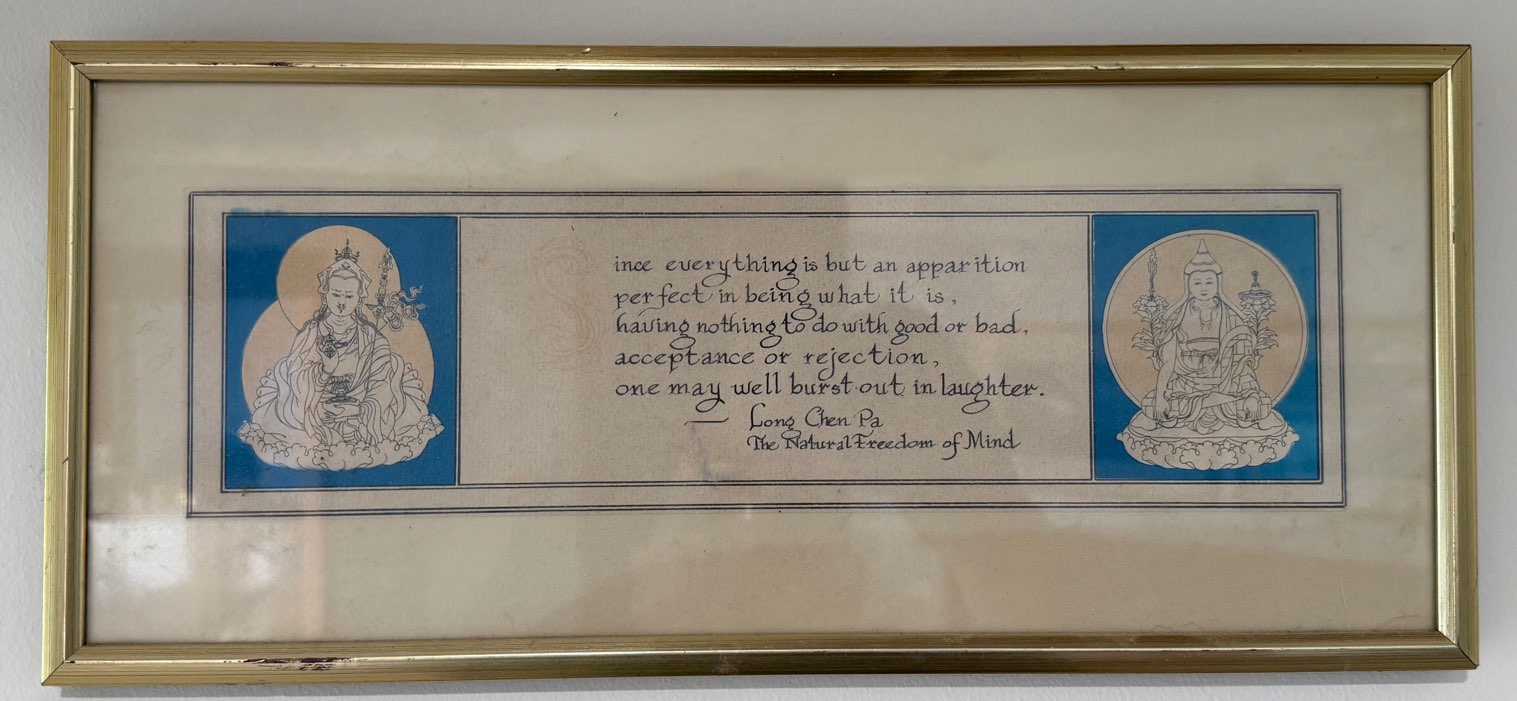 Since everything is but an apparition
perfect in being what it is,
having nothing to do with good or bad,
acceptance or rejection,
one may well burst out in laughter.
— Long Chen Pa
The Natural Freedom of Mind